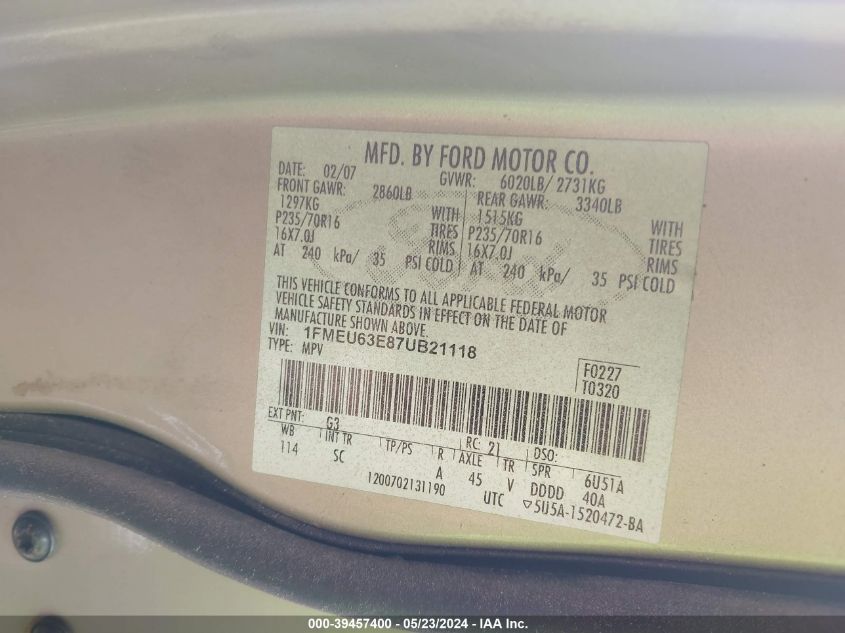 MFD. BY FORD MOTOR CO.
DATE: 02/07 GVWR: 6020LB/ 2731KG
FRONT GAWR: 2860LB REAR GAWR: 3340LB
1297KG WITH 1515KG WITH
P235/70R16 TIRES P235/70R16 TIRES
16X7.0J RIMS 16X7.0J RIMS
AT 240 kPa/ 35 PSI COLD AT 240 kPa/ 35 PSI COLD
THIS VEHICLE CONFORMS TO ALL APPLICABLE FEDERAL MOTOR
VEHICLE SAFETY STANDARDS IN EFFECT ON THE DATE OF
MANUFACTURE SHOWN ABOVE.
VIN: 1FMEU63E87UB21118
TYPE: MPV
F0227
T0320
EXT PNT: G3 RC: 21 DSO:
WB INT TR TP/PS R AXLE TR SPR 6U51A
114 SC A 45 V DDDD 40A
1200702131190 UTC ▽5U5A-1520472-BA
000-39457400 - 05/23/2024 - IAA Inc.